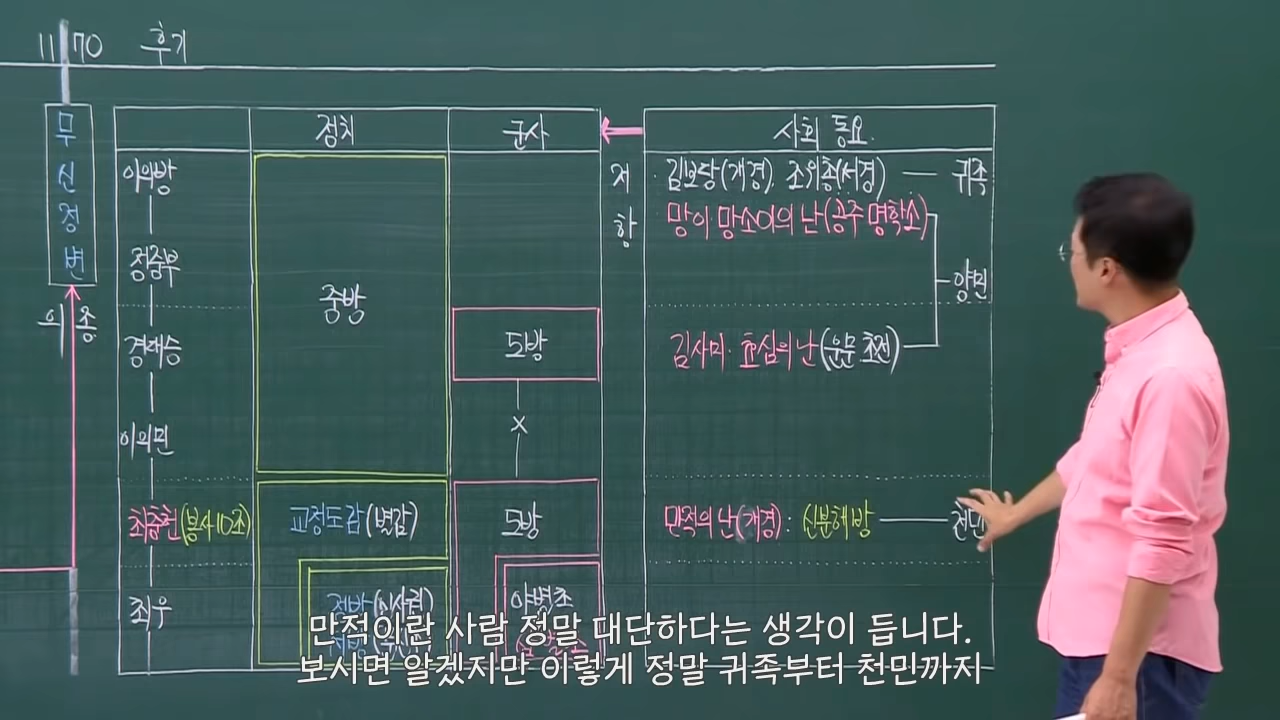 1170 후기
정치 군사 사회 동요
무신정변
의종
이의방
정중부
경대승
이의민
최충헌(봉사10조)
최우
중방
교정도감(별감)
도방
x
도방
야별초
저항
김보당(개경). 조위총(서경) — 귀족
망이·망소이의 난(공주 명학소)
양민
김사미·효심의 난(운문 초전)
만적의 난(개경): 신분해방 — 천민
만적이란 사람 정말 대단하다는 생각이 듭니다.
보시면 알겠지만 이렇게 정말 귀족부터 천민까지